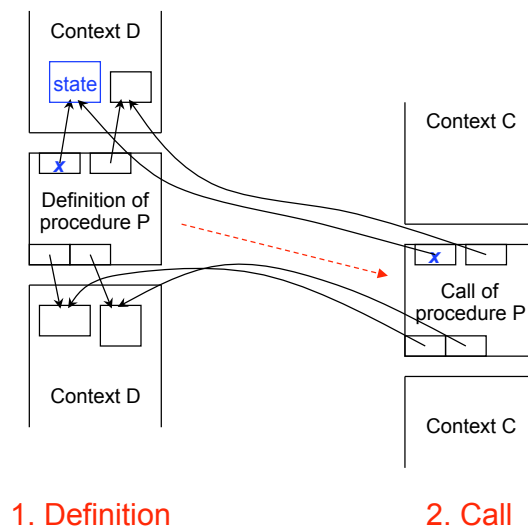 Context D
state
x
Definition of
procedure P
Context D
Context C
x
Call of
procedure P
Context C
1. Definition
2. Call